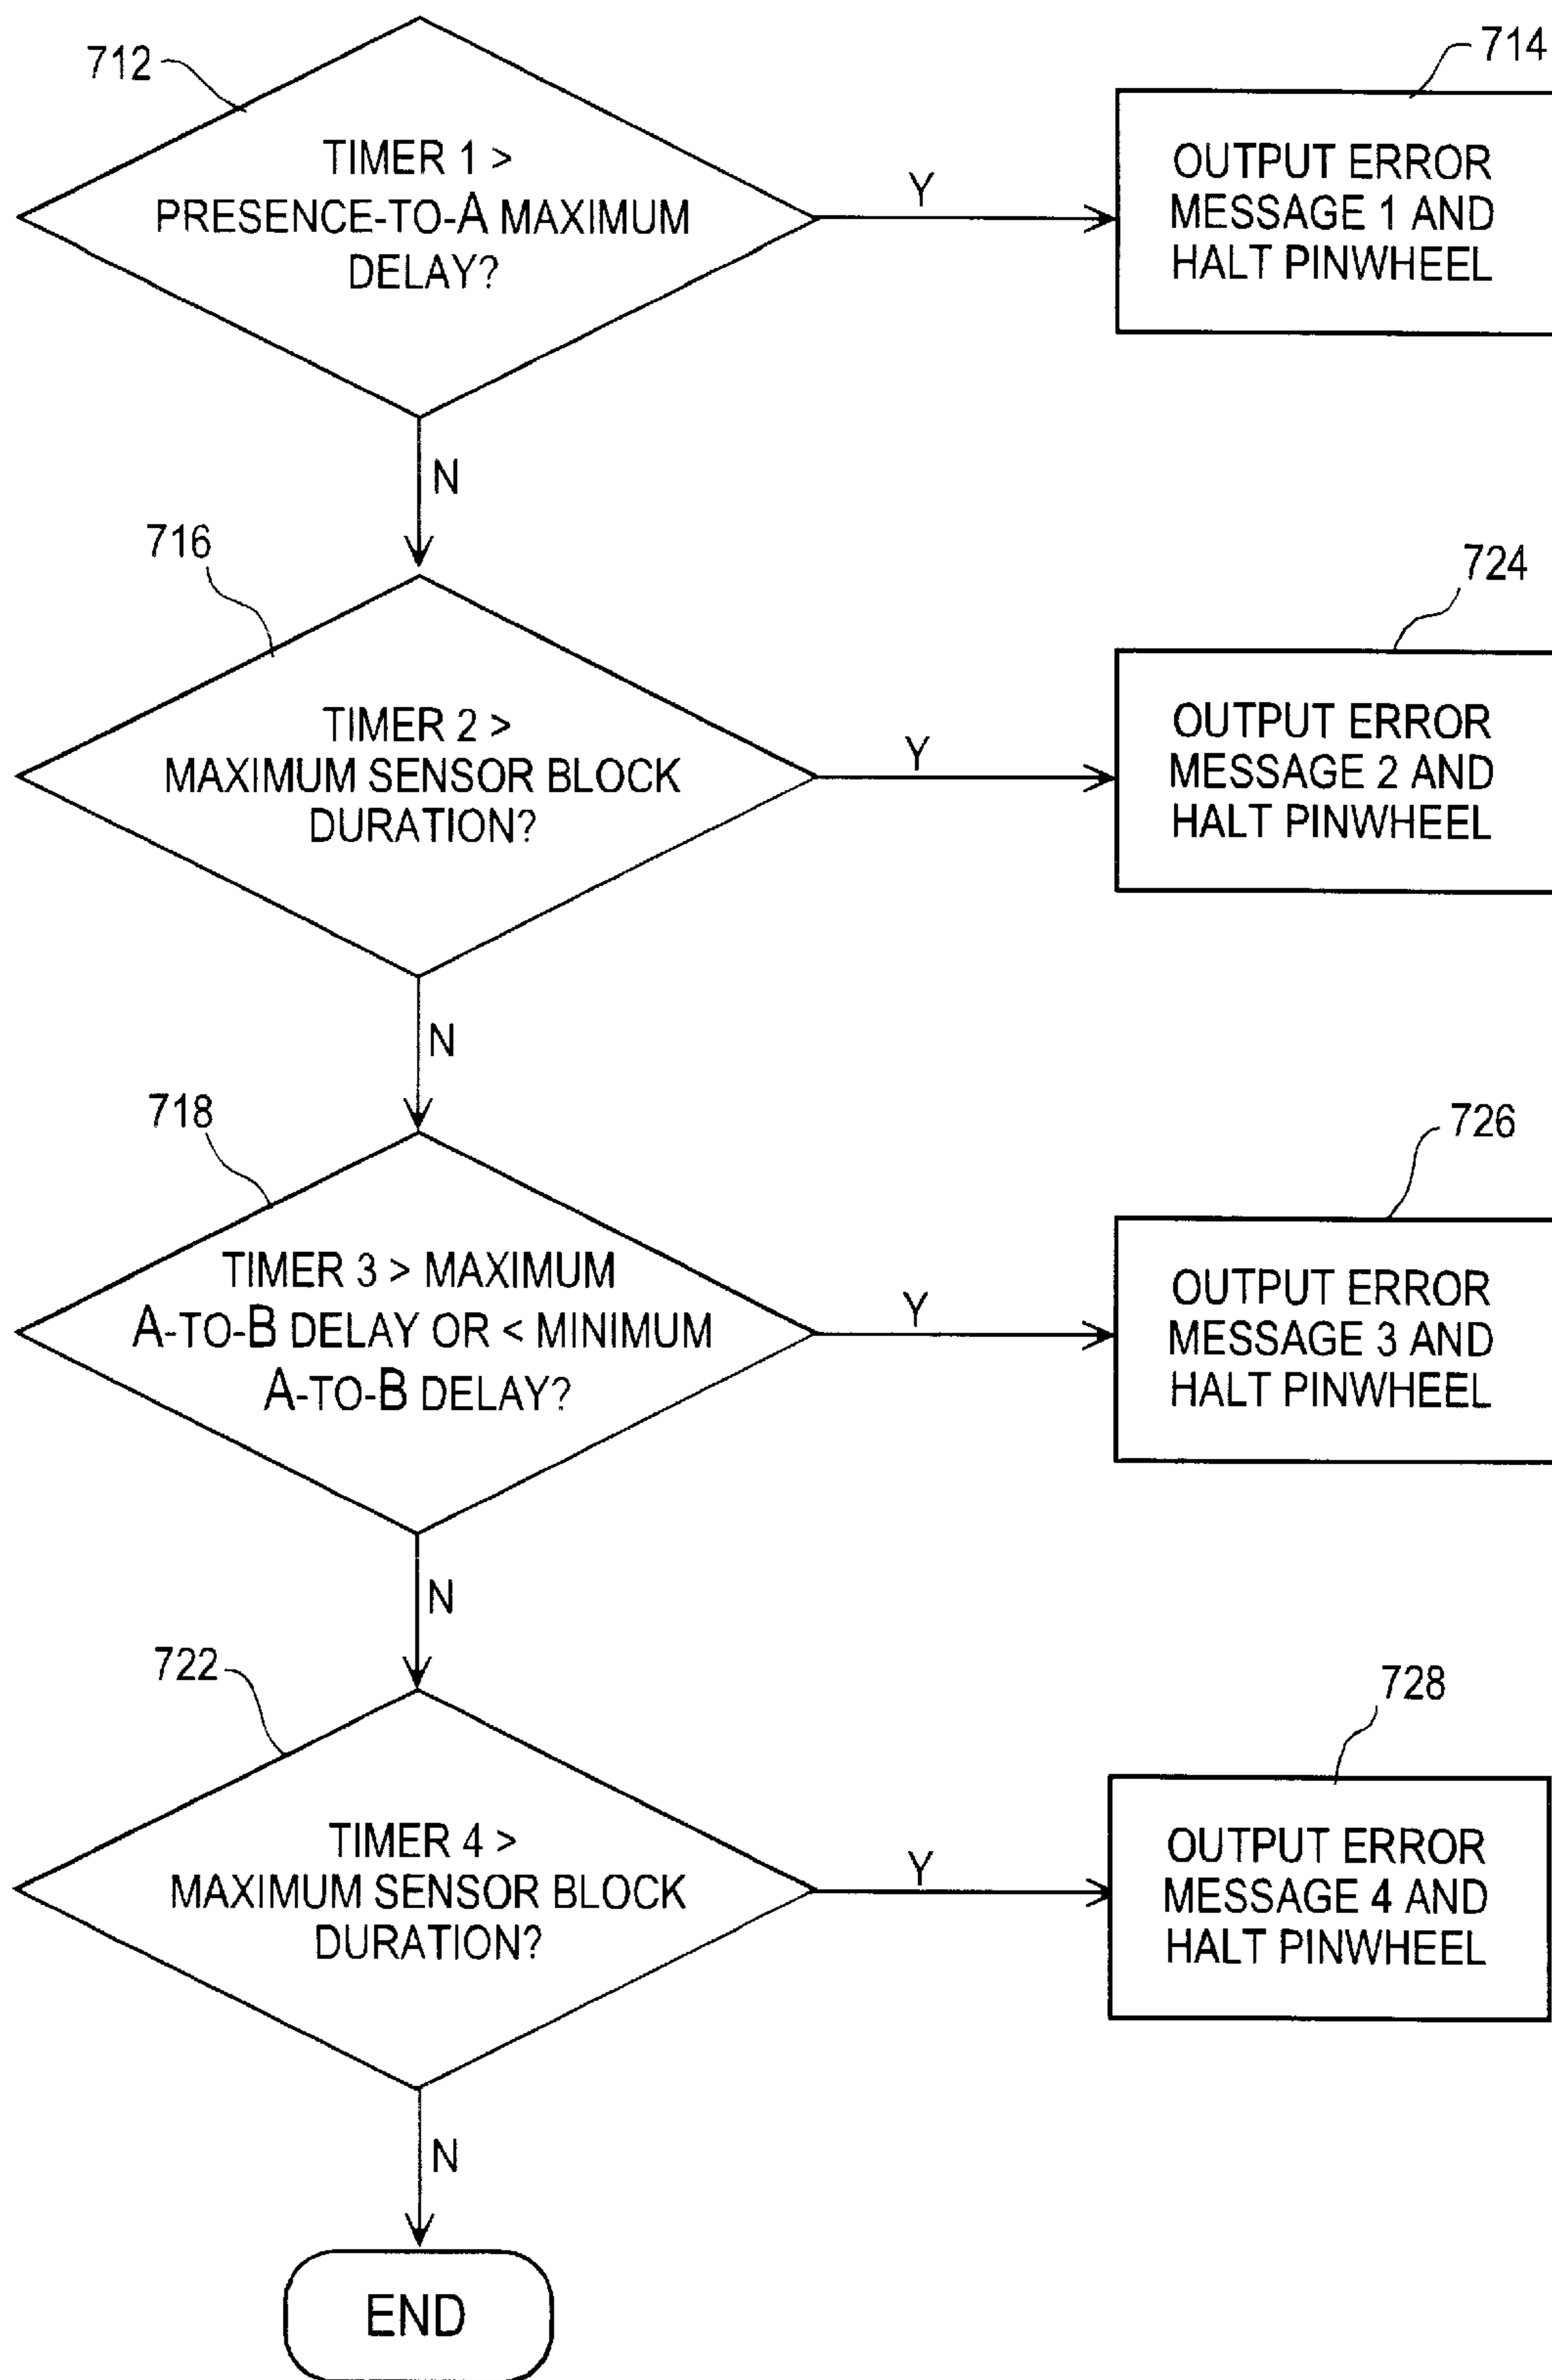 712
TIMER 1 >
PRESENCE-TO-A MAXIMUM
DELAY?
Y
714
OUTPUT ERROR
MESSAGE 1 AND
HALT PINWHEEL
N
716
TIMER 2 >
MAXIMUM SENSOR BLOCK
DURATION?
Y
724
OUTPUT ERROR
MESSAGE 2 AND
HALT PINWHEEL
N
718
TIMER 3 > MAXIMUM
A-TO-B DELAY OR < MINIMUM
A-TO-B DELAY?
Y
726
OUTPUT ERROR
MESSAGE 3 AND
HALT PINWHEEL
N
722
TIMER 4 >
MAXIMUM SENSOR BLOCK
DURATION?
Y
728
OUTPUT ERROR
MESSAGE 4 AND
HALT PINWHEEL
N
END